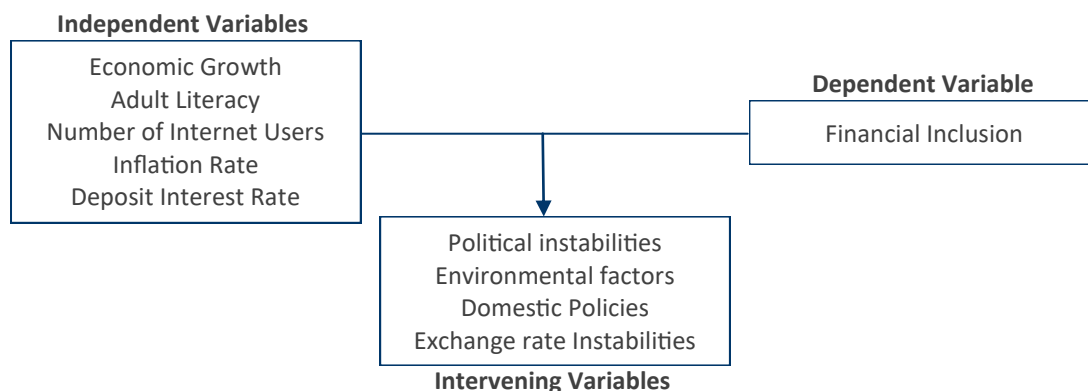 Independent Variables
Economic Growth
Adult Literacy
Number of Internet Users
Inflation Rate
Deposit Interest Rate
Dependent Variable
Financial Inclusion
Political instabilities
Environmental factors
Domestic Policies
Exchange rate Instabilities
Intervening Variables